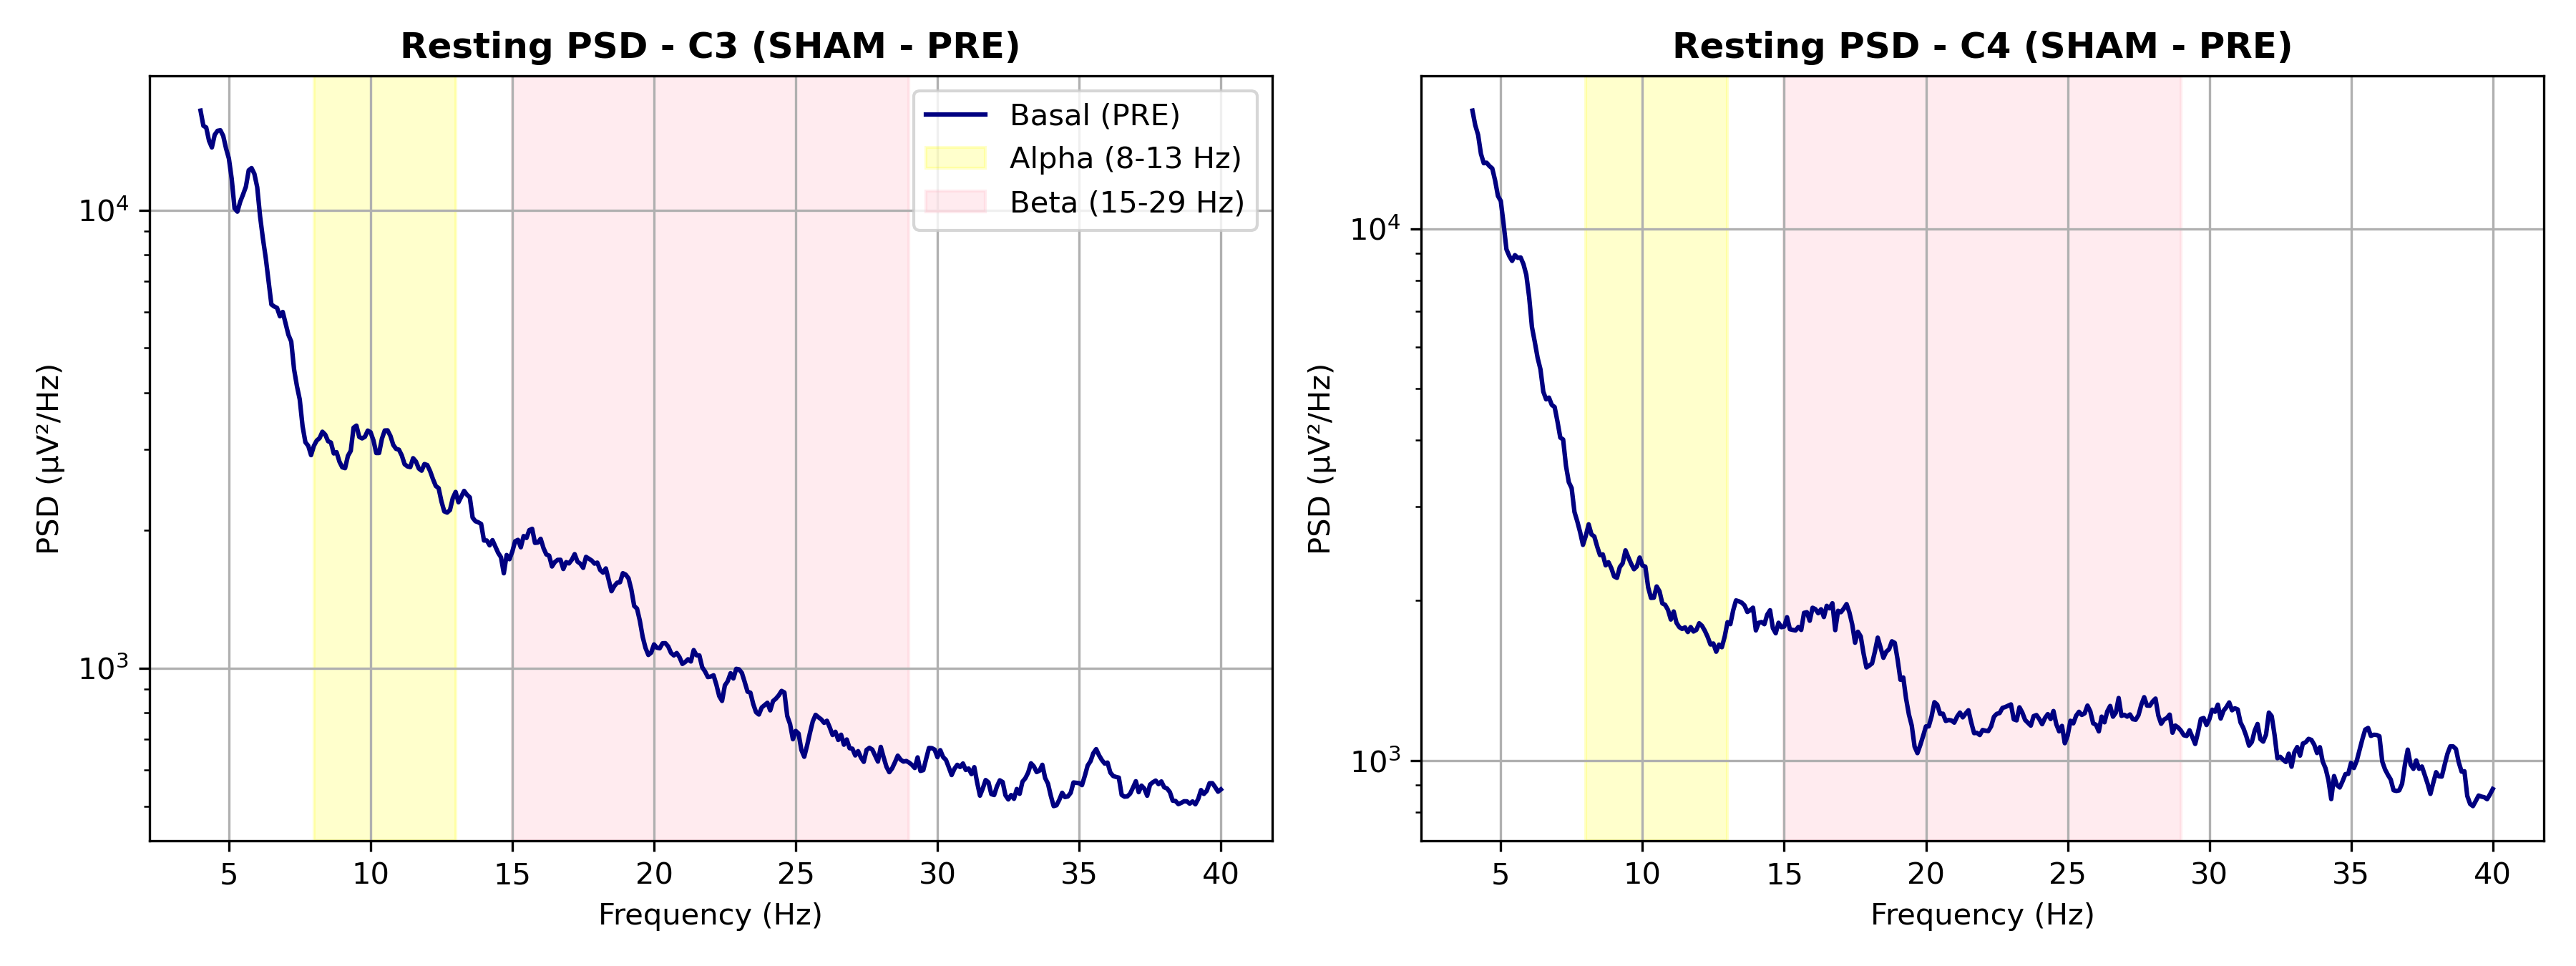 Resting PSD - C3 (SHAM - PRE)
PSD (µV²/Hz)
10⁴
10³
Basal (PRE)
Alpha (8-13 Hz)
Beta (15-29 Hz)
5 10 15 20 25 30 35 40
Frequency (Hz)
Resting PSD - C4 (SHAM - PRE)
PSD (µV²/Hz)
10⁴
10³
5 10 15 20 25 30 35 40
Frequency (Hz)